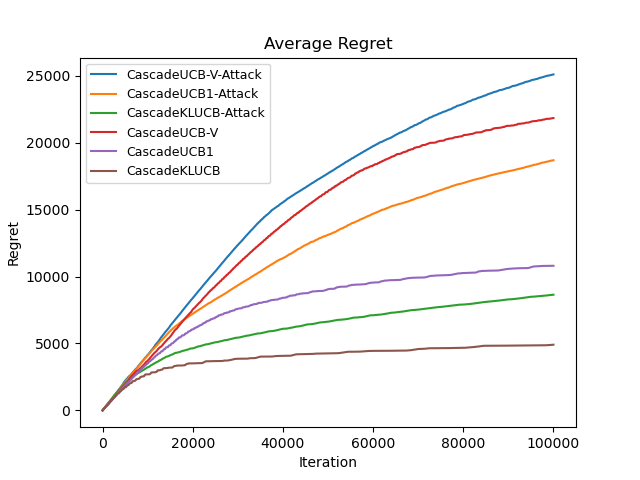 Average Regret
25000
20000
15000
10000
5000
0
Regret
CascadeUCB-V-Attack
CascadeUCB1-Attack
CascadeKLUCB-Attack
CascadeUCB-V
CascadeUCB1
CascadeKLUCB
0 20000 40000 60000 80000 100000
Iteration